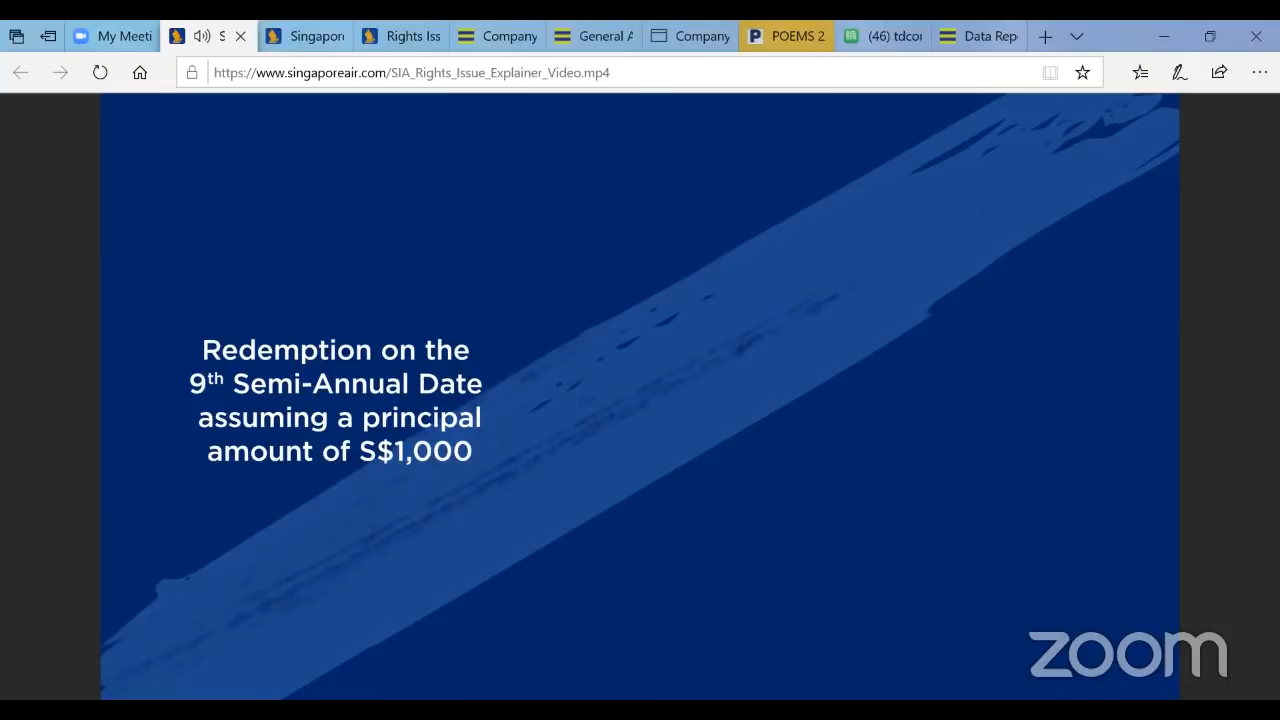 My Meeti
S
Singapor
Rights Iss
Company
General A
Company
P
POEMS 2
(46) tdcor
Data Rep
https://www.singaporeair.com/SIA_Rights_Issue_Explainer_Video.mp4
Redemption on the
9th Semi-Annual Date
assuming a principal
amount of S$1,000
zoom